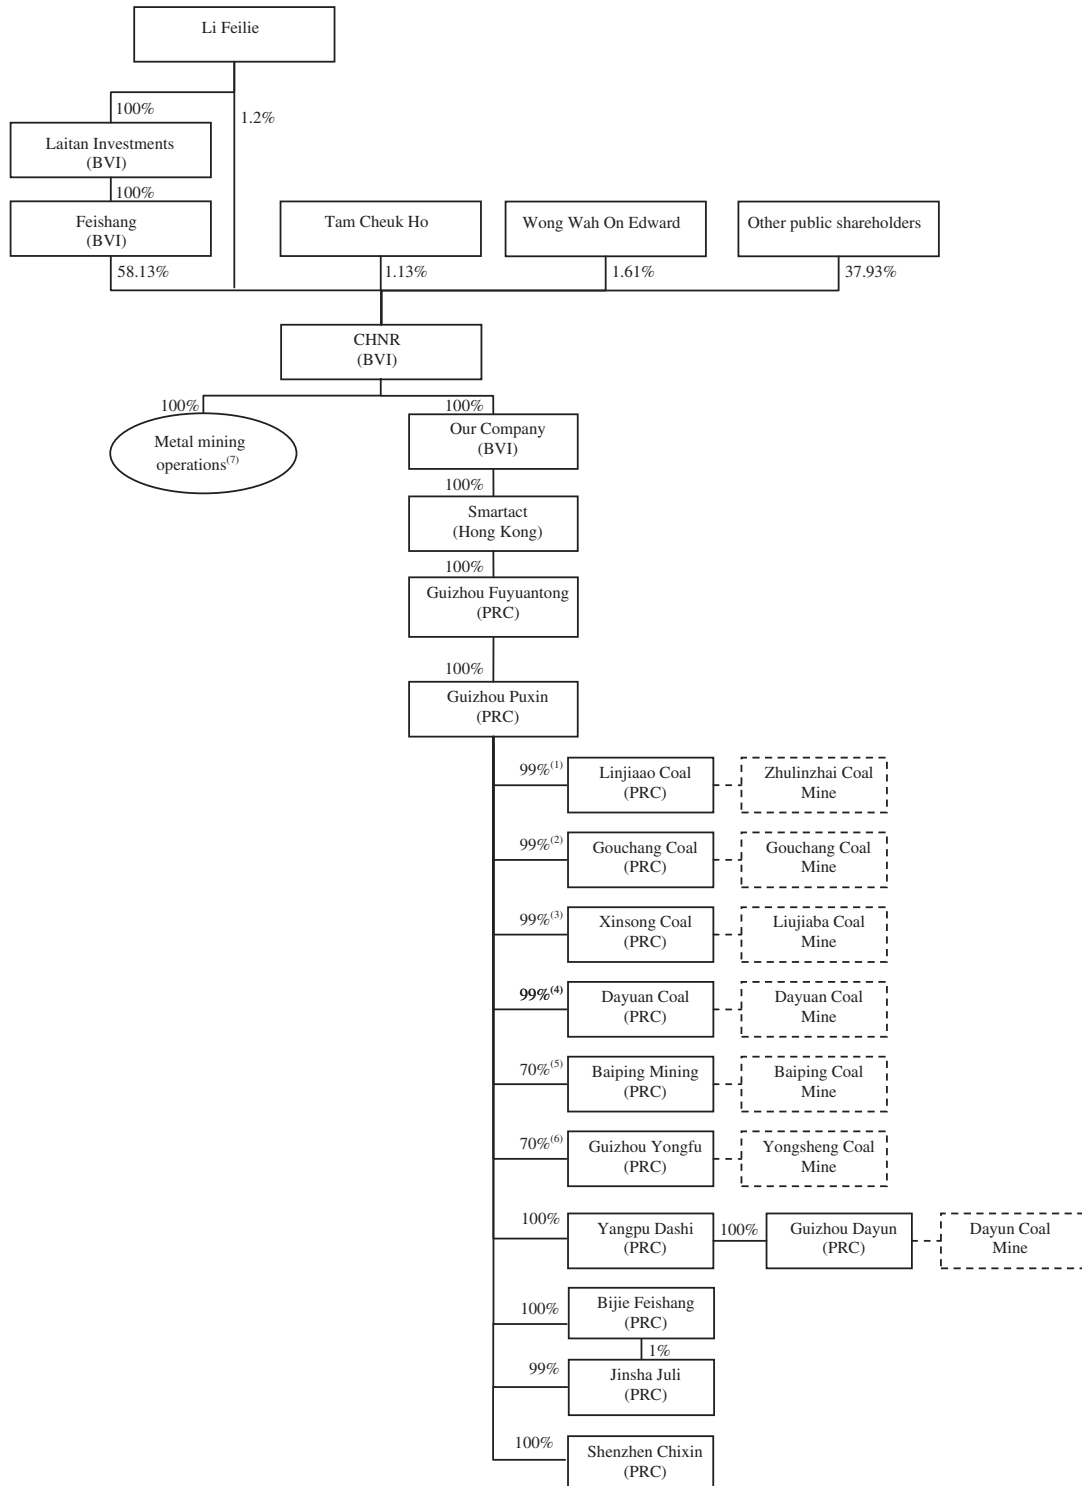 Li Feilie
100%
1.2%
Laitan Investments
(BVI)
100%
Feishang
(BVI)
Tam Cheuk Ho
Wong Wah On Edward
Other public shareholders
58.13%
1.13%
1.61%
37.93%
CHNR
(BVI)
100%
100%
Metal mining
operations(7)
Our Company
(BVI)
100%
Smartact
(Hong Kong)
100%
Guizhou Fuyuantong
(PRC)
100%
Guizhou Puxin
(PRC)
99%(1)
Linjiaao Coal
(PRC)
Zhulinzhai Coal
Mine
99%(2)
Gouchang Coal
(PRC)
Gouchang Coal
Mine
99%(3)
Xinsong Coal
(PRC)
Liujiaba Coal
Mine
99%(4)
Dayuan Coal
(PRC)
Dayuan Coal
Mine
70%(5)
Baiping Mining
(PRC)
Baiping Coal
Mine
70%(6)
Guizhou Yongfu
(PRC)
Yongsheng Coal
Mine
100%
Yangpu Dashi
(PRC)
100%
Guizhou Dayun
(PRC)
Dayun Coal
Mine
100%
Bijie Feishang
(PRC)
1%
99%
Jinsha Juli
(PRC)
100%
Shenzhen Chixin
(PRC)